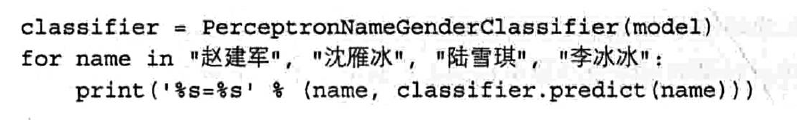 classifier = PerceptronNameGenderClassifier(model)
for name in "赵建军", "沈雁冰", "陆雪琪", "李冰冰":
    print('%s=%s' % (name, classifier.predict(name)))